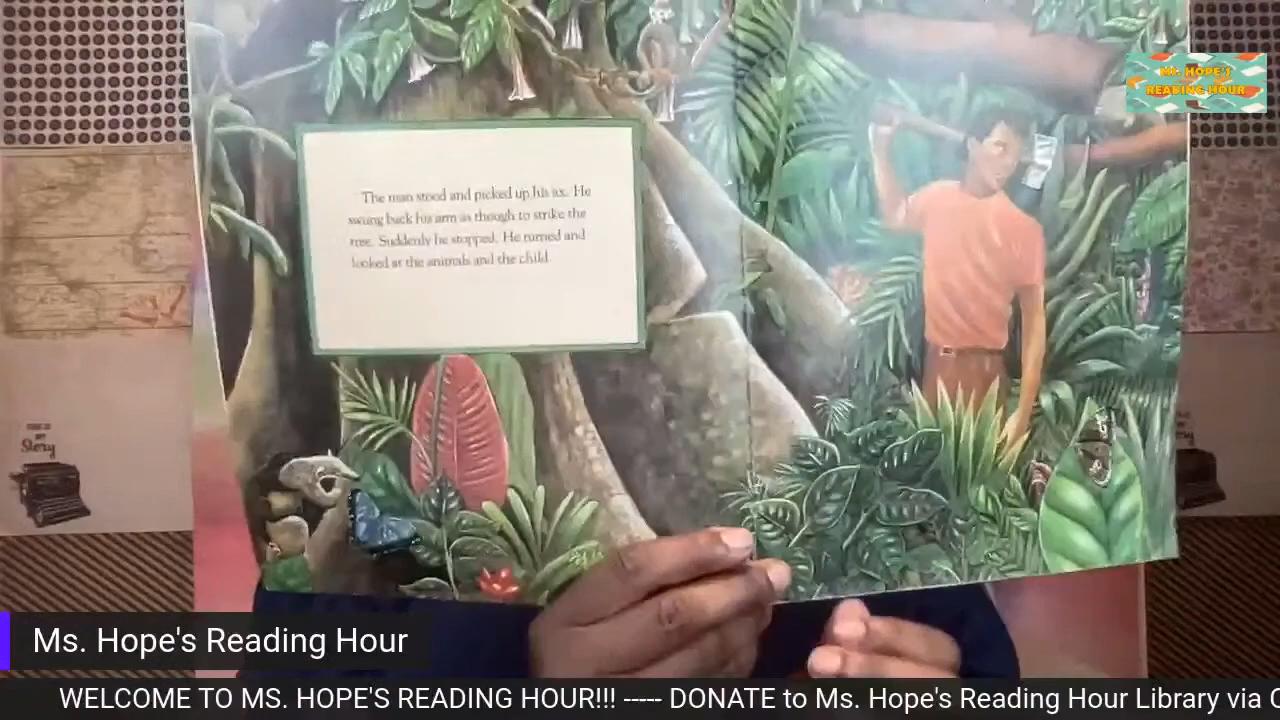 MS. HOPE'S
READING HOUR
The man stood and picked up his ax. He
swung back his arm as though to strike the
tree. Suddenly he stopped. He turned and
looked at the animals and the child.
Story
Ms. Hope's Reading Hour
WELCOME TO MS. HOPE'S READING HOUR!!! ----- DONATE to Ms. Hope's Reading Hour Library via C